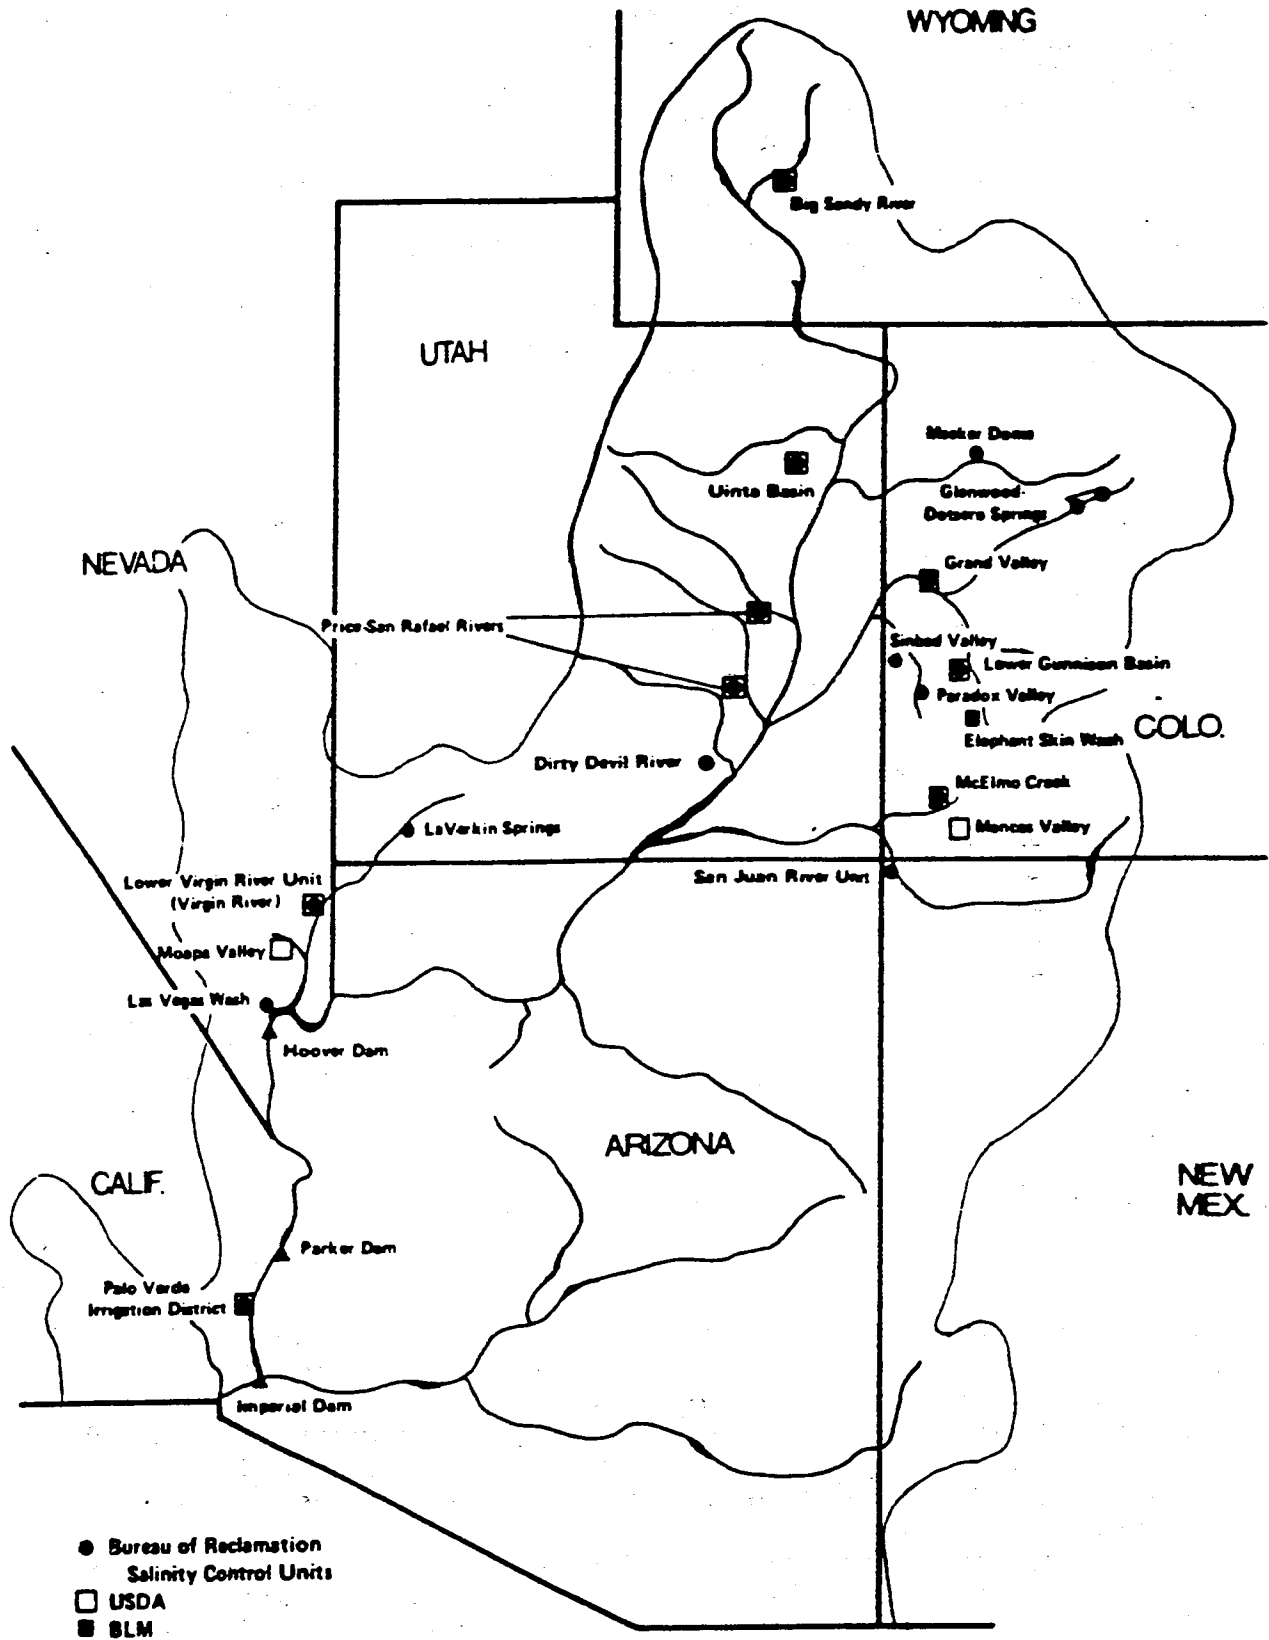 WYOMING
Big Sandy River
UTAH
Meeker Dome
Uinta Basin
Glenwood-
Dotsero Springs
NEVADA
Grand Valley
Price-San Rafael Rivers
Sinbad Valley
Lower Gunnison Basin
Paradox Valley
COLO.
Elephant Skin Wash
Dirty Devil River
McElmo Creek
LaVerkin Springs
Mancos Valley
San Juan River Unit
Lower Virgin River Unit
(Virgin River)
Moapa Valley
Las Vegas Wash
Hoover Dam
ARIZONA
CALIF.
NEW
MEX.
Parker Dam
Palo Verde
Irrigation District
Imperial Dam
Bureau of Reclamation
Salinity Control Units
USDA
BLM